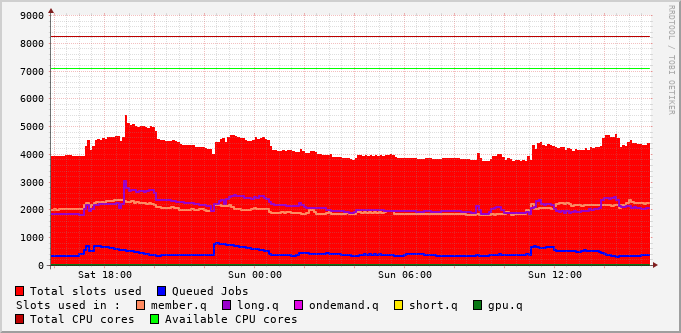 9000
8000
7000
6000
5000
4000
3000
2000
1000
0
Sat 18:00 Sun 00:00 Sun 06:00 Sun 12:00
RRDTOOL / TOBI OETIKER
Total slots used Queued Jobs
Slots used in : member.q long.q ondemand.q short.q gpu.q
Total CPU cores Available CPU cores